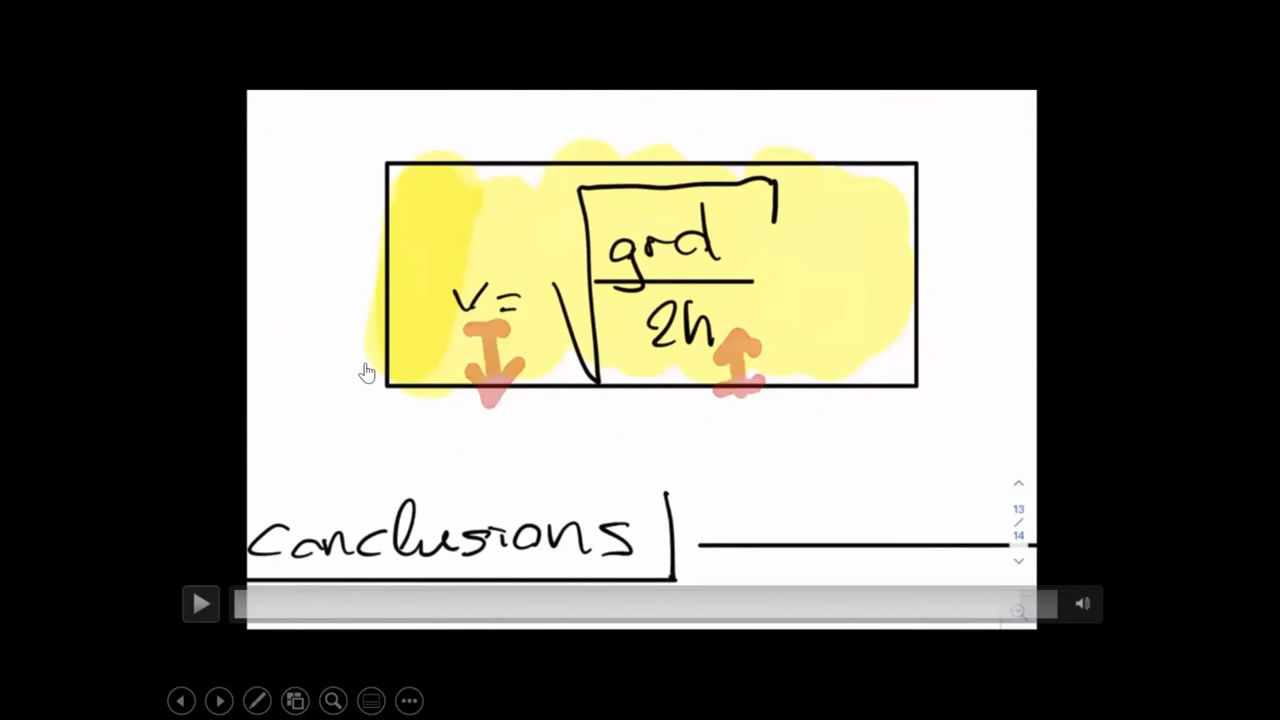 v = √(grd / 2h)
conclusions
13
/
14